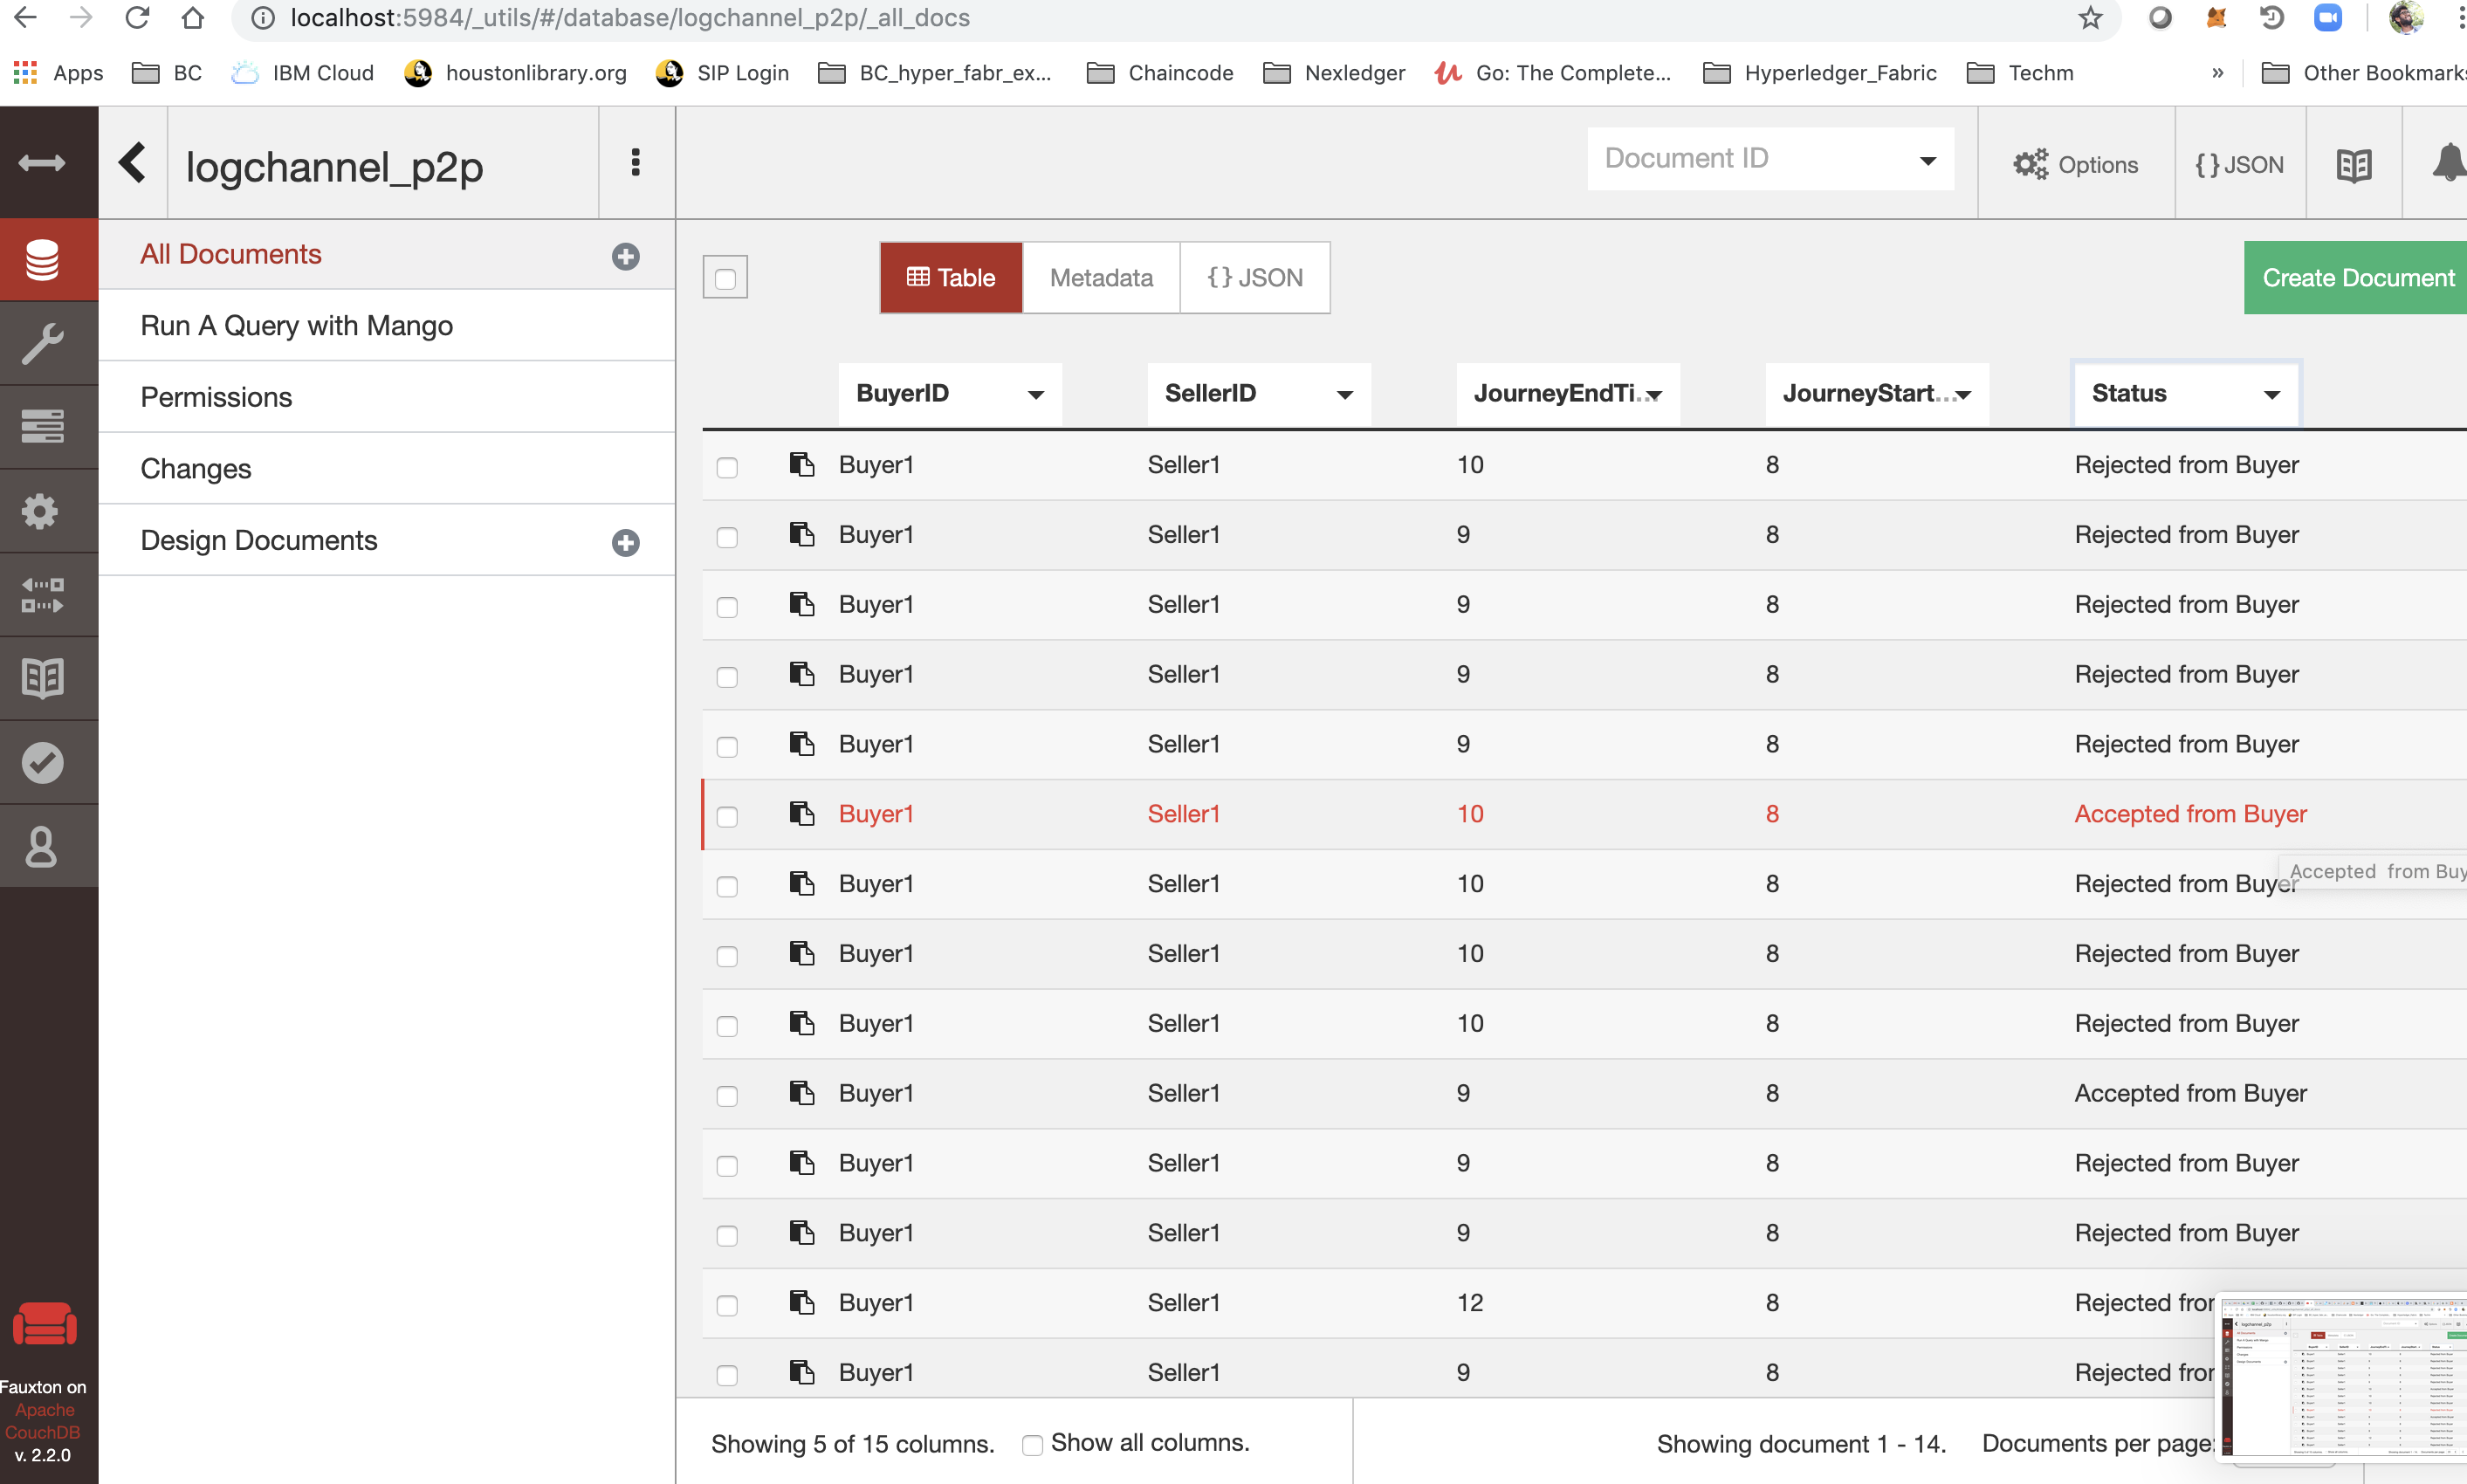 localhost:5984/_utils/#/database/logchannel_p2p/_all_docs
Apps BC IBM Cloud houstonlibrary.org SIP Login BC_hyper_fabr_ex... Chaincode Nexledger Go: The Complete... Hyperledger_Fabric Techm » Other Bookmarks
logchannel_p2p
Document ID
Options
{ } JSON
All Documents
Run A Query with Mango
Permissions
Changes
Design Documents
Table Metadata { } JSON
Create Document
BuyerID SellerID JourneyEndTi... JourneyStart... Status
Buyer1 Seller1 10 8 Rejected from Buyer
Buyer1 Seller1 9 8 Rejected from Buyer
Buyer1 Seller1 9 8 Rejected from Buyer
Buyer1 Seller1 9 8 Rejected from Buyer
Buyer1 Seller1 9 8 Rejected from Buyer
Buyer1 Seller1 10 8 Accepted from Buyer
Accepted from Buy
Buyer1 Seller1 10 8 Rejected from Buyer
Buyer1 Seller1 10 8 Rejected from Buyer
Buyer1 Seller1 10 8 Rejected from Buyer
Buyer1 Seller1 9 8 Accepted from Buyer
Buyer1 Seller1 9 8 Rejected from Buyer
Buyer1 Seller1 9 8 Rejected from Buyer
Buyer1 Seller1 12 8 Rejected from
Buyer1 Seller1 9 8 Rejected from
Showing 5 of 15 columns. Show all columns.
Showing document 1 - 14. Documents per page:
Fauxton on
Apache
CouchDB
v. 2.2.0